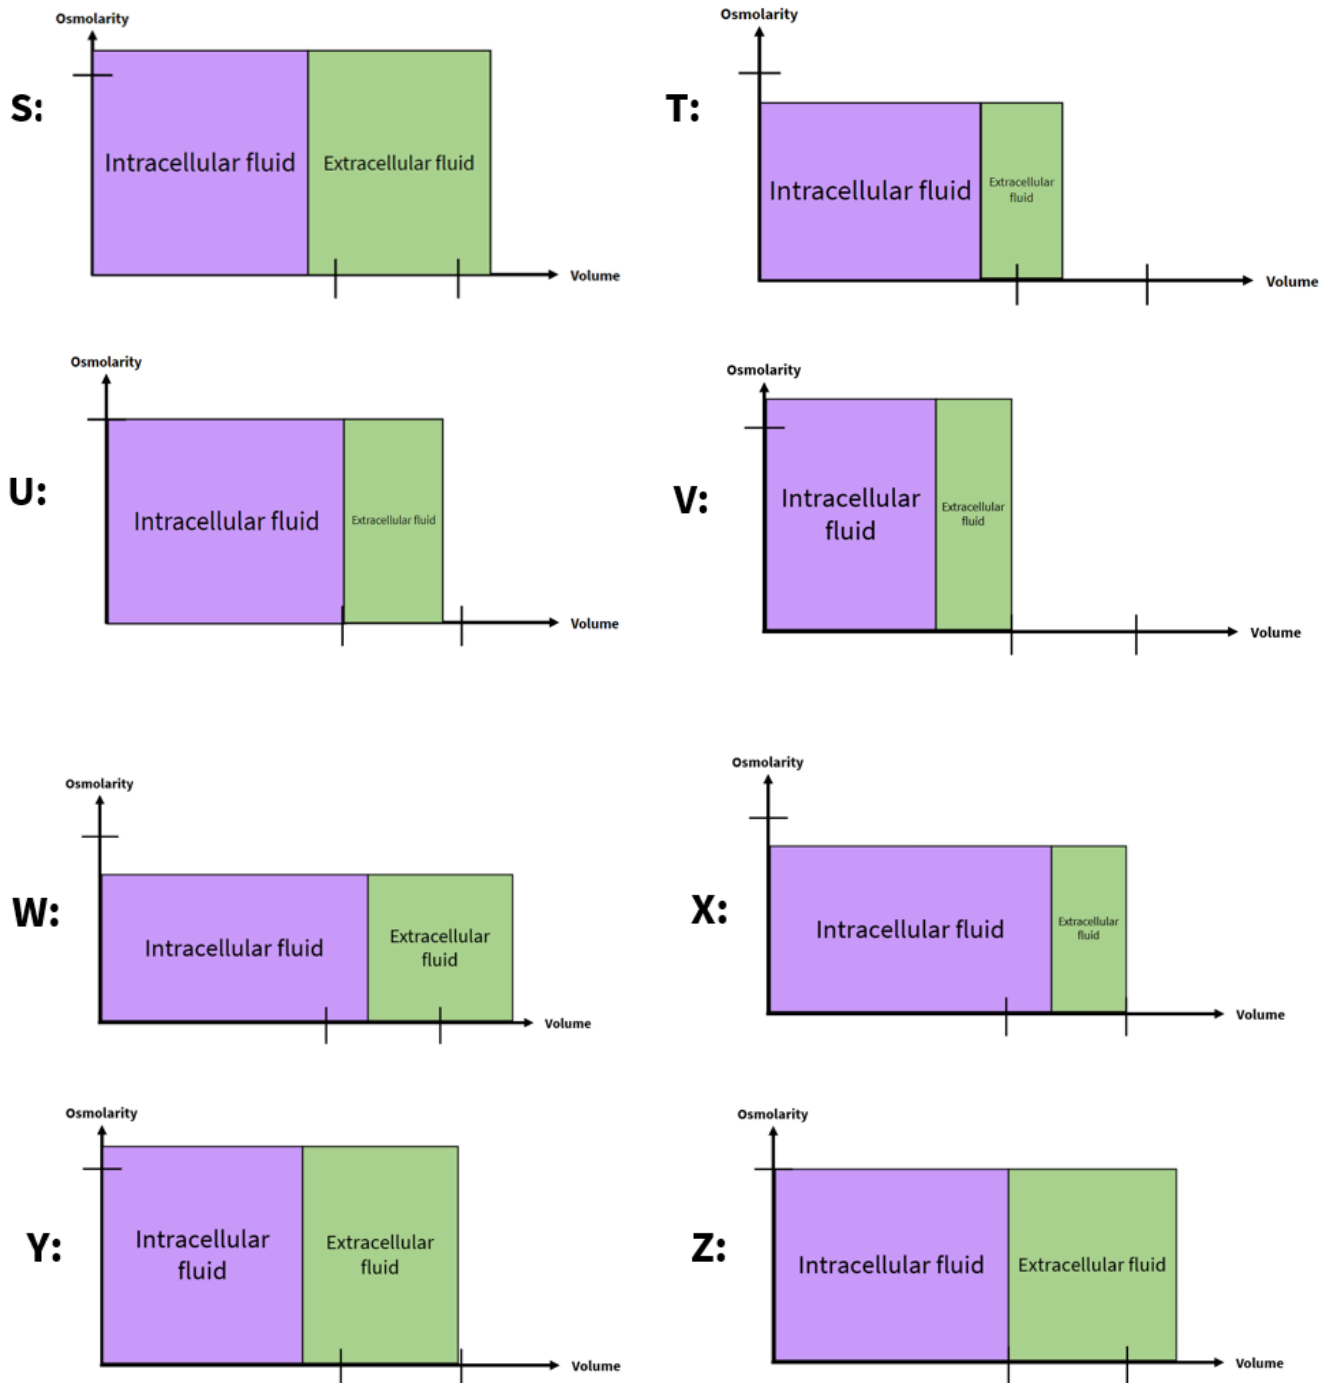 Osmolarity
S:
Intracellular fluid
Extracellular fluid
Volume
Osmolarity
T:
Intracellular fluid
Extracellular
fluid
Volume
Osmolarity
U:
Intracellular fluid
Extracellular fluid
Volume
Osmolarity
V:
Intracellular
fluid
Extracellular
fluid
Volume
Osmolarity
W:
Intracellular fluid
Extracellular
fluid
Volume
Osmolarity
X:
Intracellular fluid
Extracellular
fluid
Volume
Osmolarity
Y:
Intracellular
fluid
Extracellular
fluid
Volume
Osmolarity
Z:
Intracellular fluid
Extracellular fluid
Volume